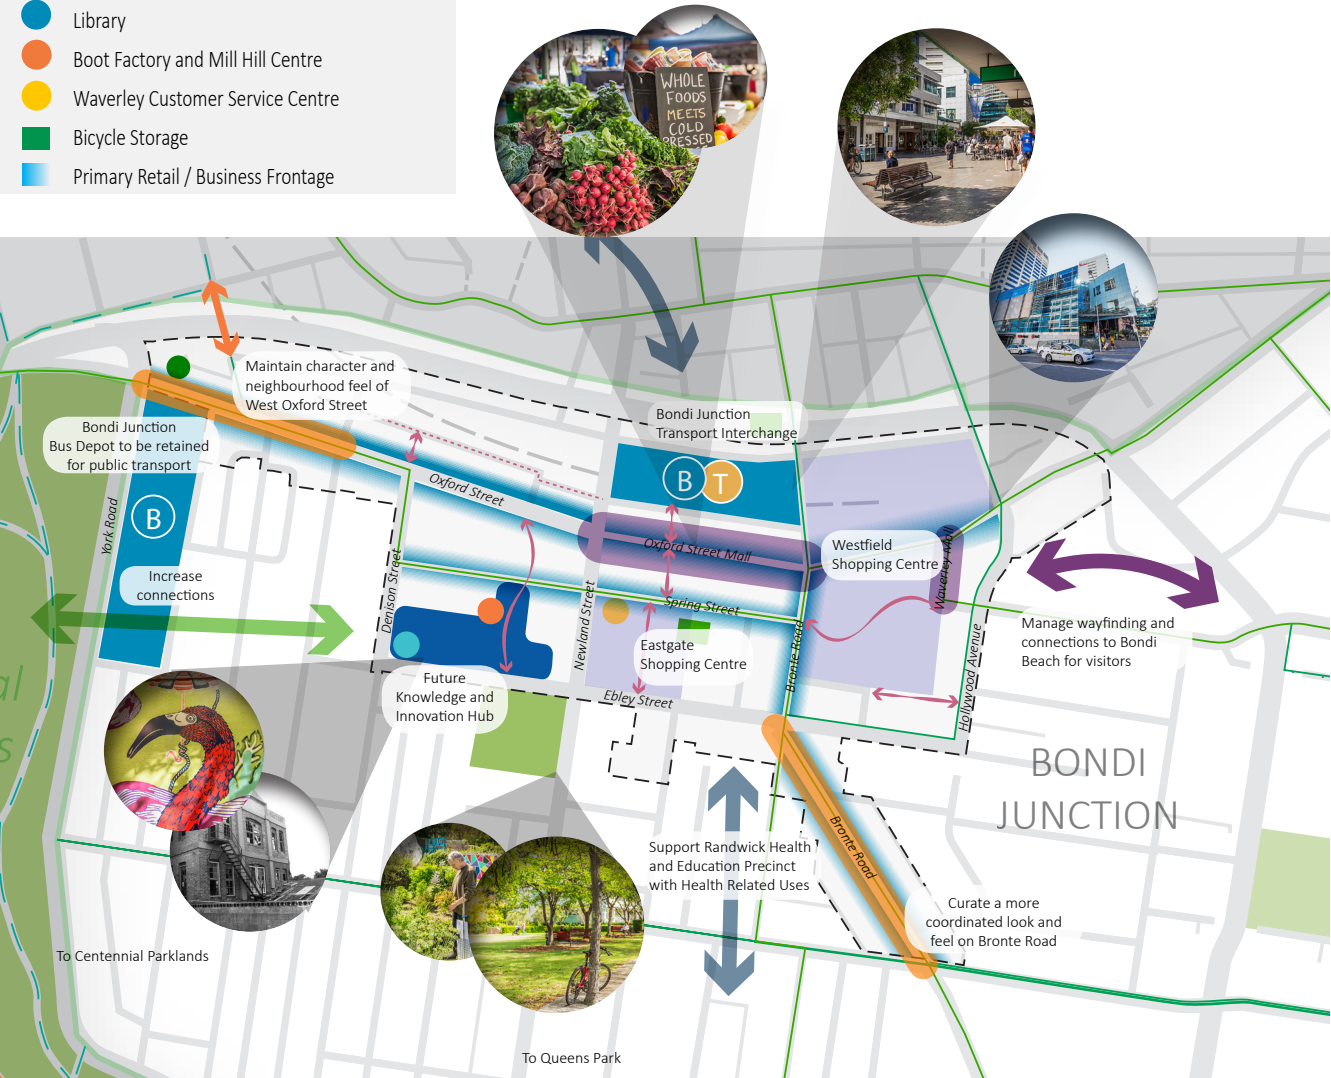 Library
Boot Factory and Mill Hill Centre
Waverley Customer Service Centre
Bicycle Storage
Primary Retail / Business Frontage
WHOLE
FOODS
MEETS
COLD
PRESSED
Maintain character and
neighbourhood feel of
West Oxford Street
Bondi Junction
Bus Depot to be retained
for public transport
Bondi Junction
Transport Interchange
B
T
Oxford Street
York Road
B
Oxford Street Mall
Westfield
Shopping Centre
Waverley Mall
Increase
connections
Denison Street
Newland Street
Spring Street
Eastgate
Shopping Centre
Bronte Road
Hollywood Avenue
Manage wayfinding and
connections to Bondi
Beach for visitors
Future
Knowledge and
Innovation Hub
Ebley Street
al
s
BONDI
JUNCTION
Support Randwick Health
and Education Precinct
with Health Related Uses
Bronte Road
Curate a more
coordinated look and
feel on Bronte Road
To Centennial Parklands
To Queens Park